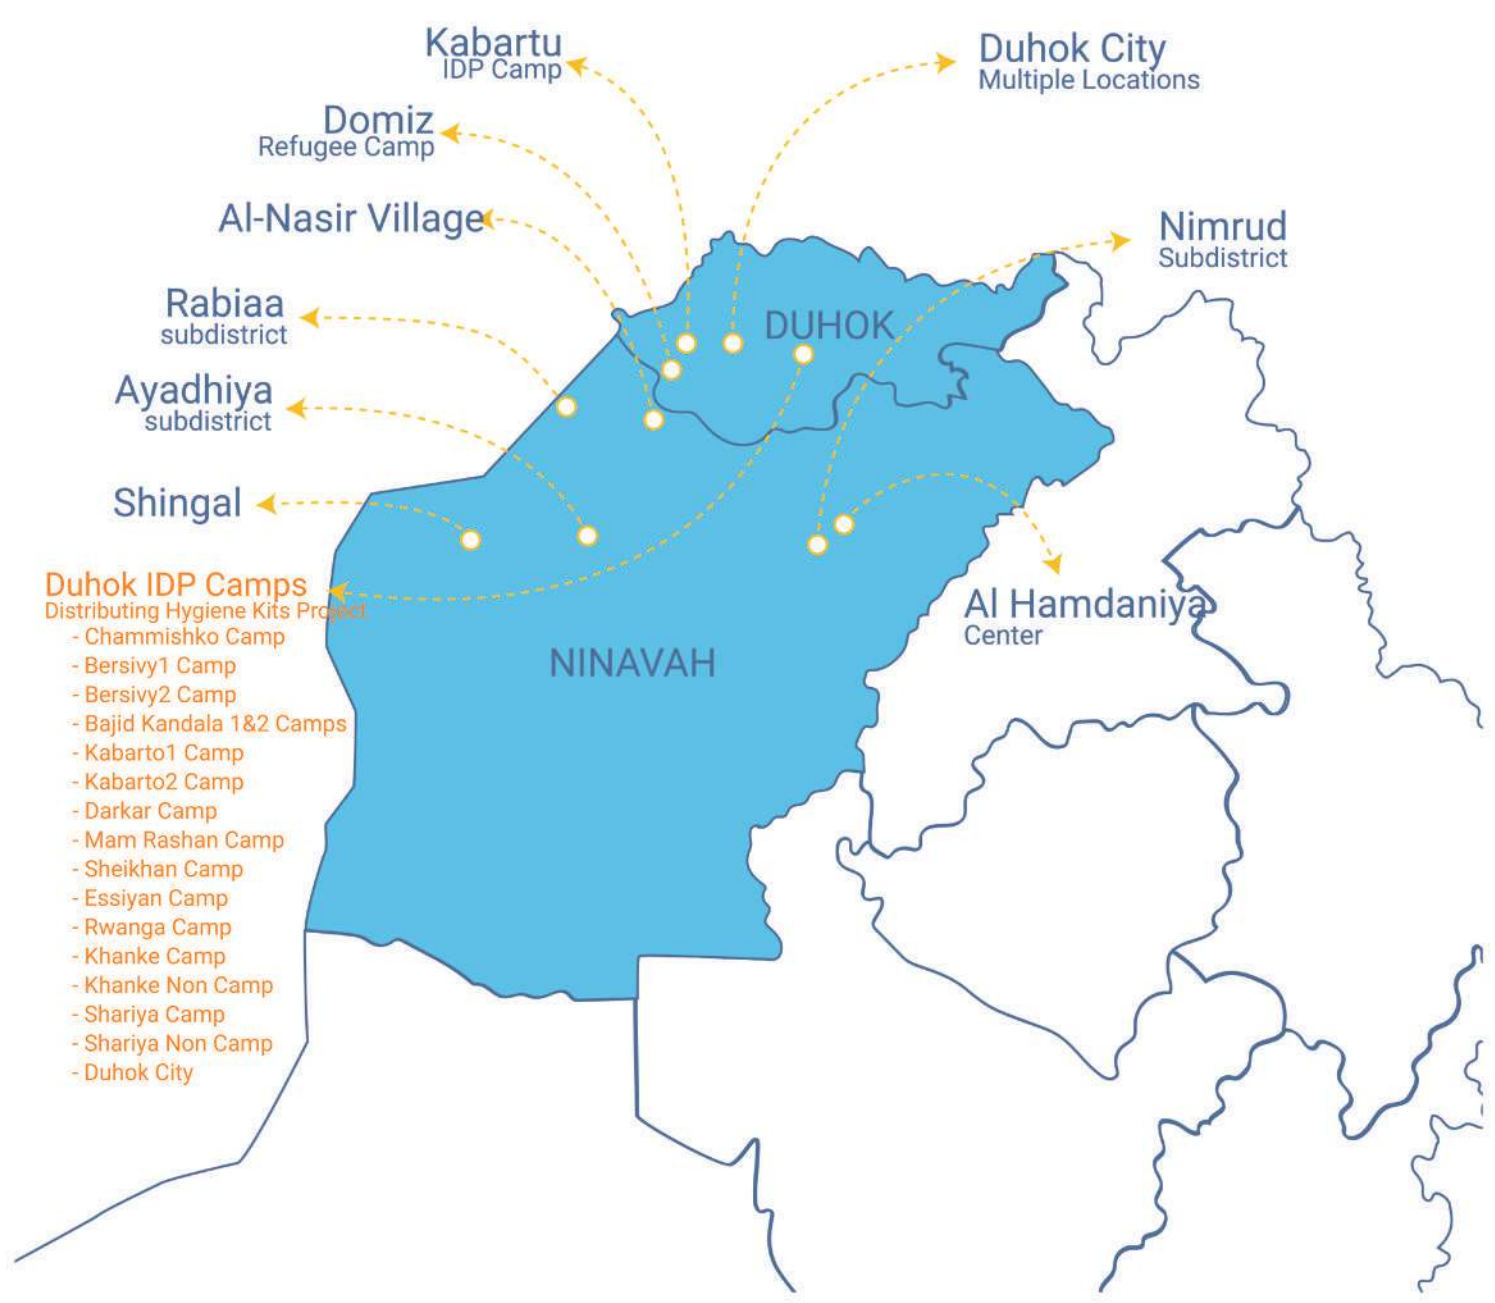 Kabartu
IDP Camp
Duhok City
Multiple Locations
Domiz
Refugee Camp
Al-Nasir Village
Nimrud
Subdistrict
Rabiaa
subdistrict
DUHOK
Ayadhiya
subdistrict
Shingal
Duhok IDP Camps
Distributing Hygiene Kits Project
- Chammishko Camp
- Bersivy1 Camp
- Bersivy2 Camp
- Bajid Kandala 1&2 Camps
- Kabarto1 Camp
- Kabarto2 Camp
- Darkar Camp
- Mam Rashan Camp
- Sheikhan Camp
- Essiyan Camp
- Rwanga Camp
- Khanke Camp
- Khanke Non Camp
- Shariya Camp
- Shariya Non Camp
- Duhok City
Al Hamdaniya
Center
NINAVAH